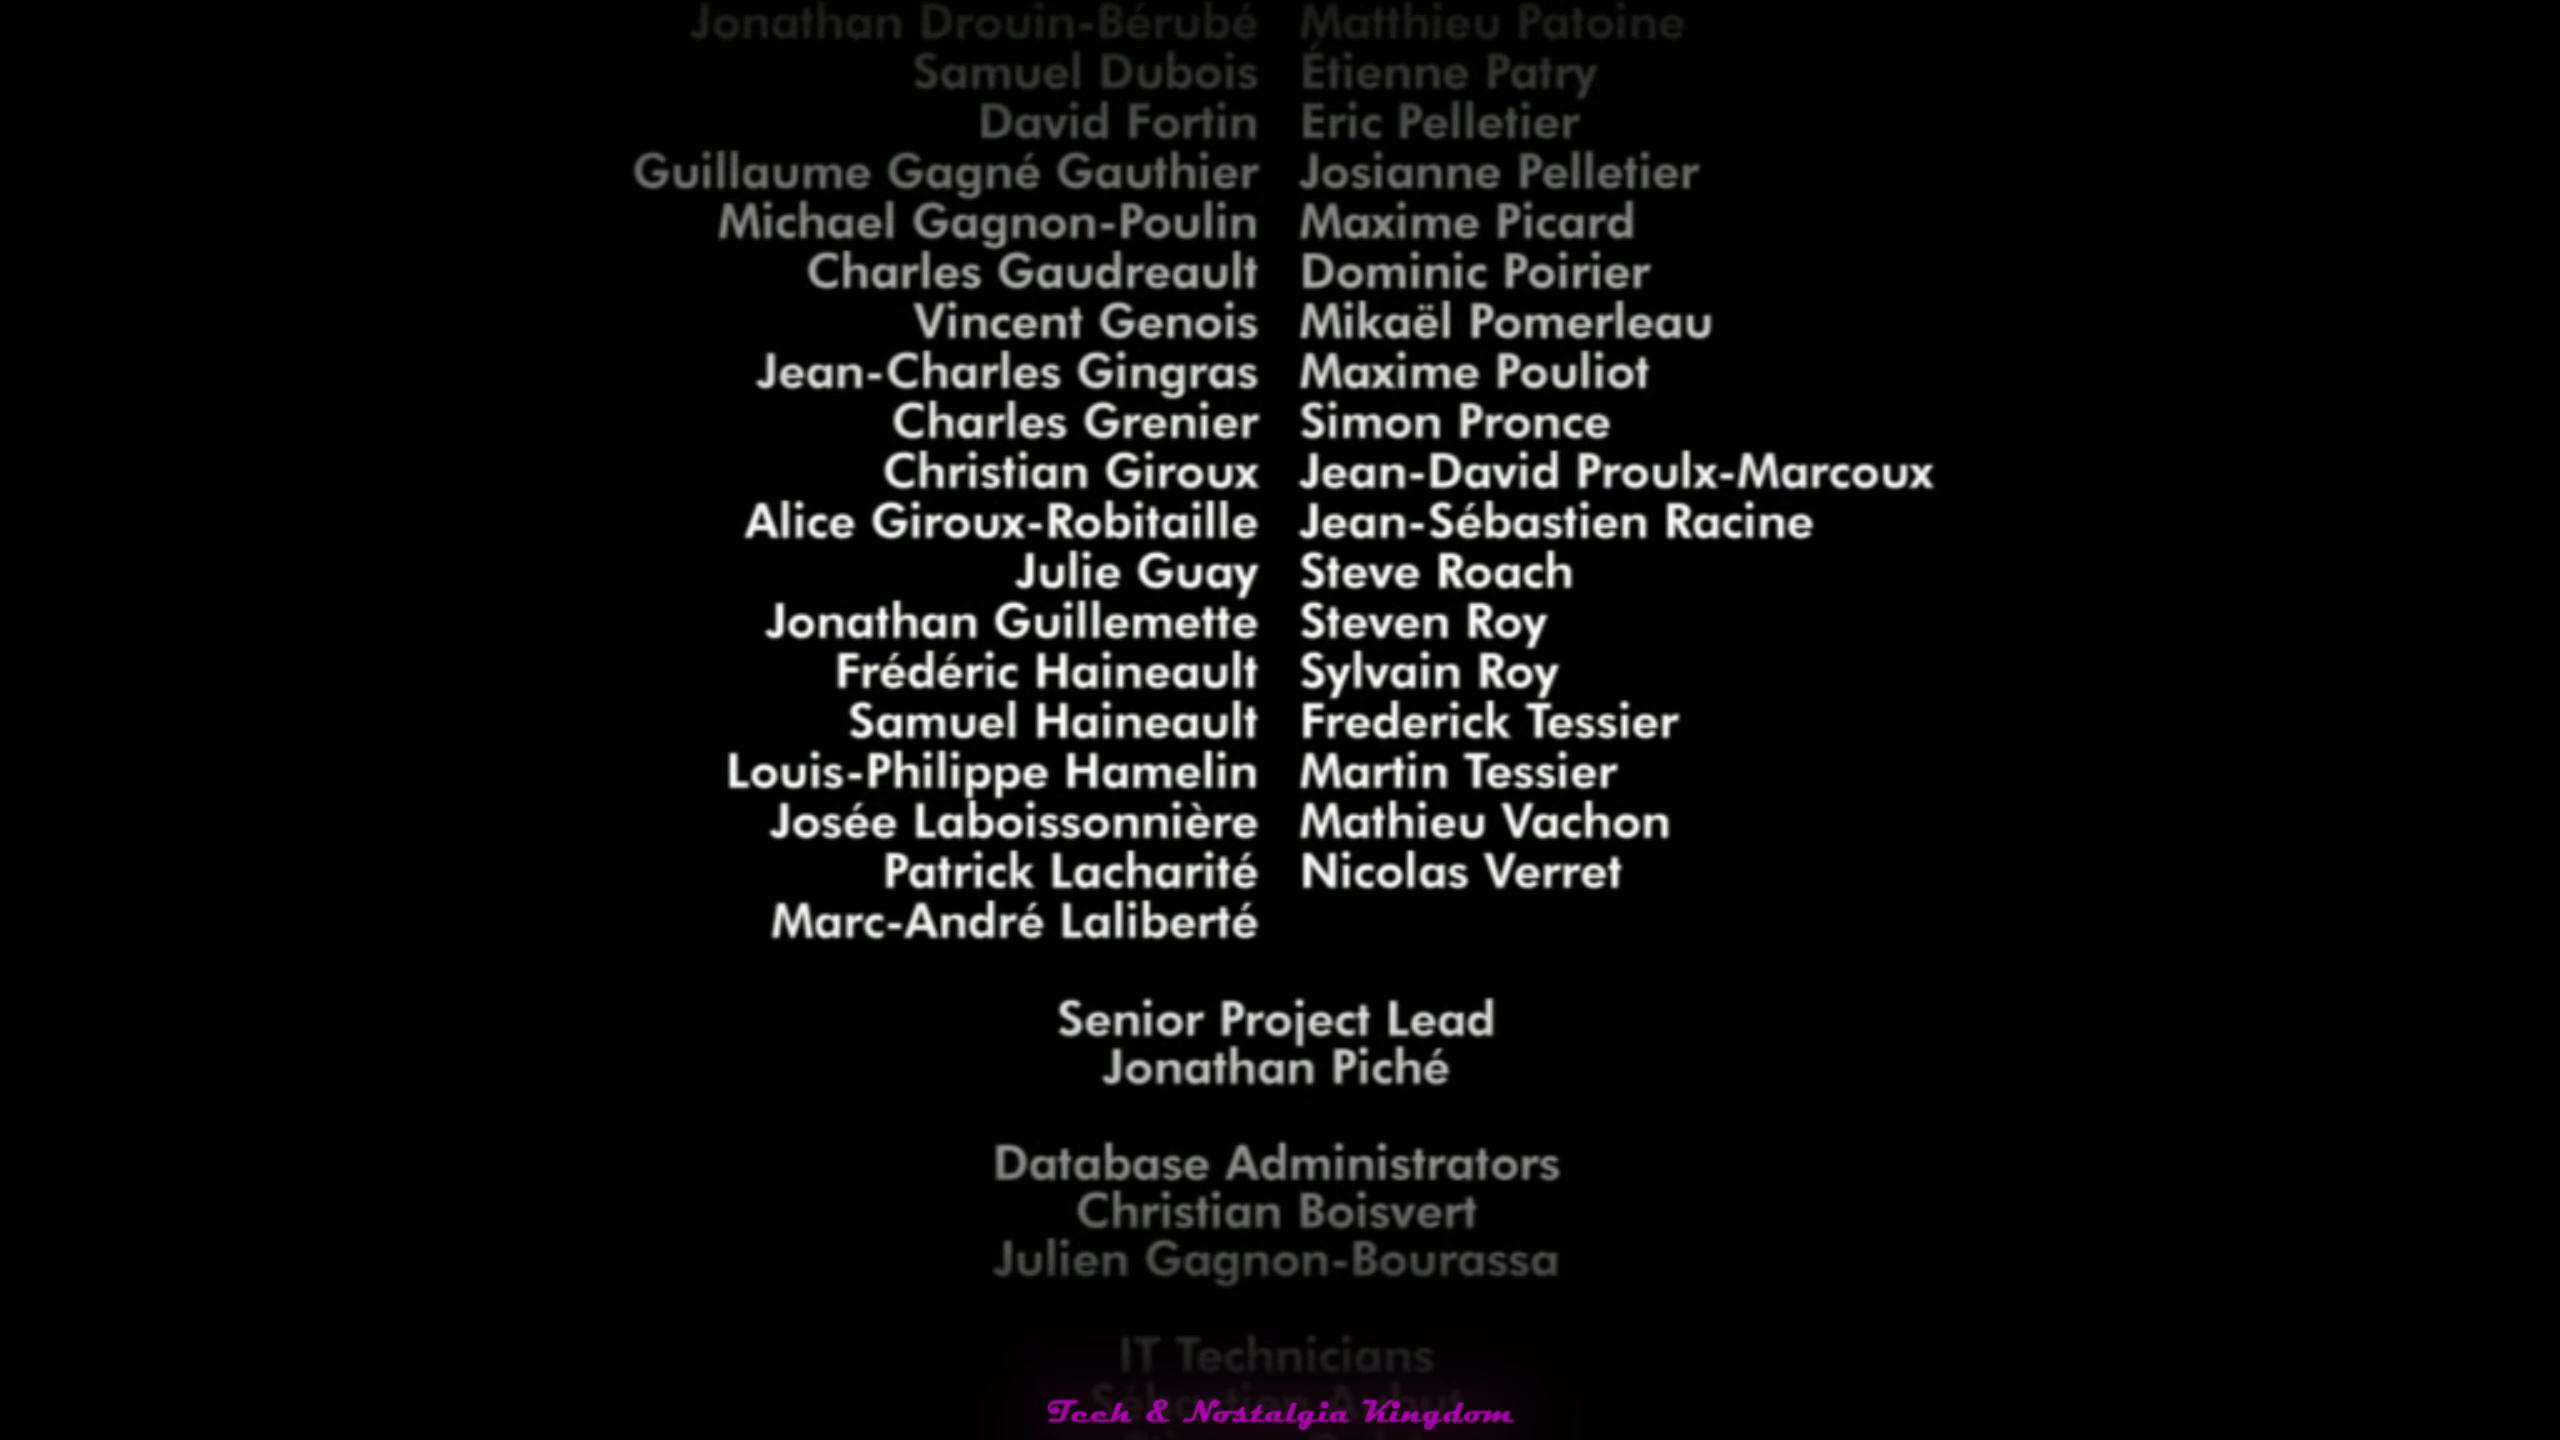 Jonathan Drouin-Bérubé Matthieu Patoine
Samuel Dubois Étienne Patry
David Fortin Eric Pelletier
Guillaume Gagné Gauthier Josianne Pelletier
Michael Gagnon-Poulin Maxime Picard
Charles Gaudreault Dominic Poirier
Vincent Genois Mikaël Pomerleau
Jean-Charles Gingras Maxime Pouliot
Charles Grenier Simon Pronce
Christian Giroux Jean-David Proulx-Marcoux
Alice Giroux-Robitaille Jean-Sébastien Racine
Julie Guay Steve Roach
Jonathan Guillemette Steven Roy
Frédéric Haineault Sylvain Roy
Samuel Haineault Frederick Tessier
Louis-Philippe Hamelin Martin Tessier
Josée Laboissonnière Mathieu Vachon
Patrick Lacharité Nicolas Verret
Marc-André Laliberté
Senior Project Lead
Jonathan Piché
Database Administrators
Christian Boisvert
Julien Gagnon-Bourassa
IT Technicians
Sébastien Aubut
Tech & Nostalgia Kingdom